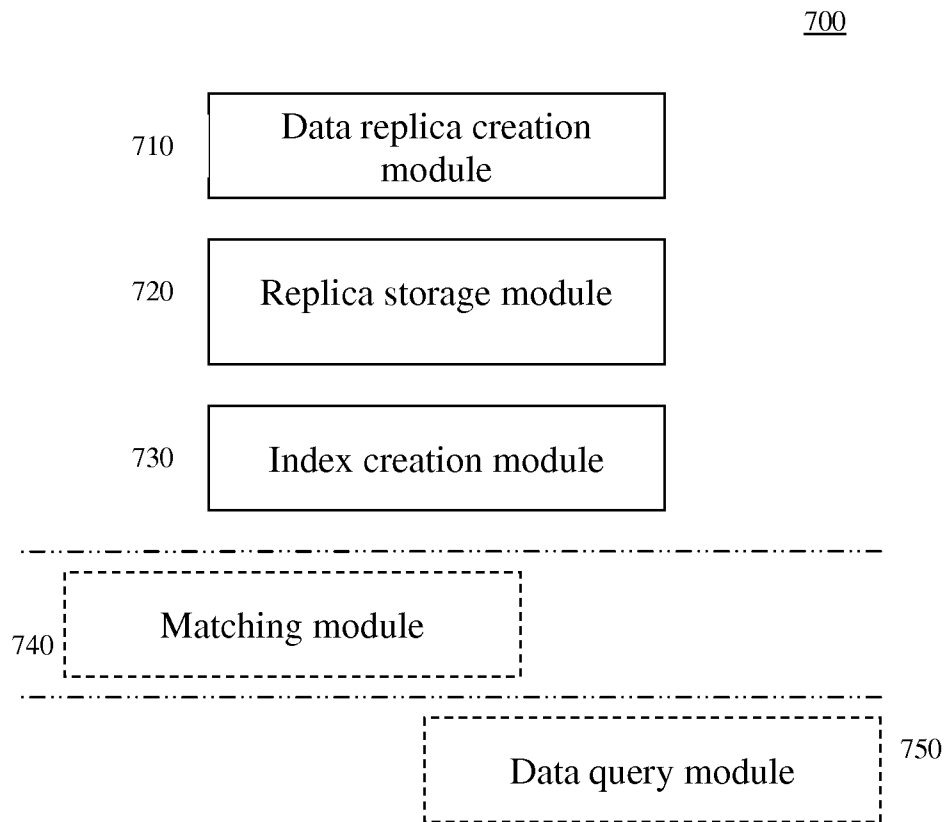 700
710
Data replica creation
module
720
Replica storage module
730
Index creation module
Matching module
740
750
Data query module